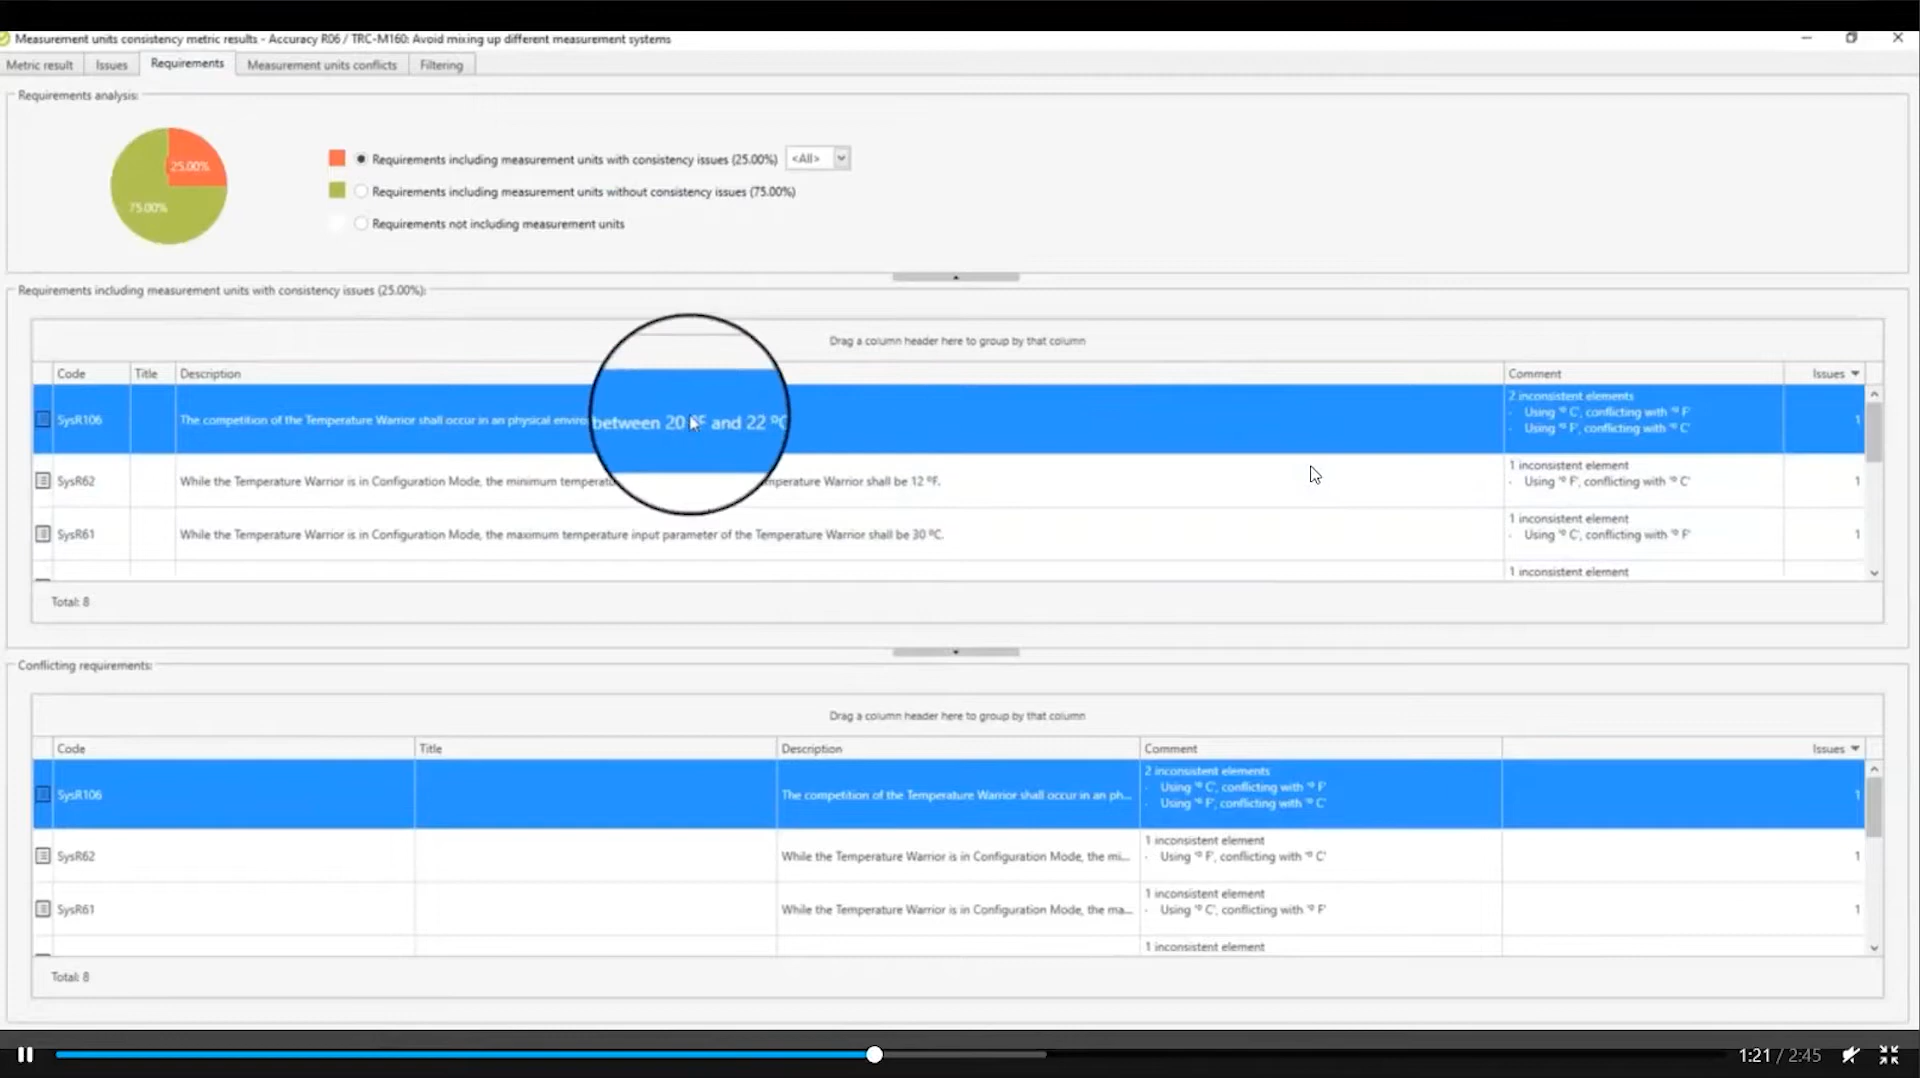 Measurement units consistency metric results - Accuracy R06 / TRC-M160: Avoid mixing up different measurement systems
Metric result Issues Requirements Measurement units conflicts Filtering
Requirements analysis:
25.00%
75.00%
Requirements including measurement units with consistency issues (25.00%) <All>
Requirements including measurement units without consistency issues (75.00%)
Requirements not including measurement units
Requirements including measurement units with consistency issues (25.00%):
Drag a column header here to group by that column
Code Title Description Comment Issues
SysR106 The competition of the Temperature Warrior shall occur in an physical enviro between 20 ºF and 22 ºC 1
2 inconsistent elements
- Using 'º C', conflicting with 'º F'
- Using 'º F', conflicting with 'º C'
SysR62 While the Temperature Warrior is in Configuration Mode, the minimum temperatu mperature Warrior shall be 12 ºF. 1
1 inconsistent element
- Using 'º F', conflicting with 'º C'
SysR61 While the Temperature Warrior is in Configuration Mode, the maximum temperature input parameter of the Temperature Warrior shall be 30 ºC. 1
1 inconsistent element
- Using 'º C', conflicting with 'º F'
1 inconsistent element
Total: 8
Conflicting requirements:
Drag a column header here to group by that column
Code Title Description Comment Issues
SysR106 The competition of the Temperature Warrior shall occur in an ph... 1
2 inconsistent elements
- Using 'º C', conflicting with 'º F'
- Using 'º F', conflicting with 'º C'
SysR62 While the Temperature Warrior is in Configuration Mode, the mi... 1
1 inconsistent element
- Using 'º F', conflicting with 'º C'
SysR61 While the Temperature Warrior is in Configuration Mode, the ma... 1
1 inconsistent element
- Using 'º C', conflicting with 'º F'
1 inconsistent element
Total: 8
1:21 / 2:45